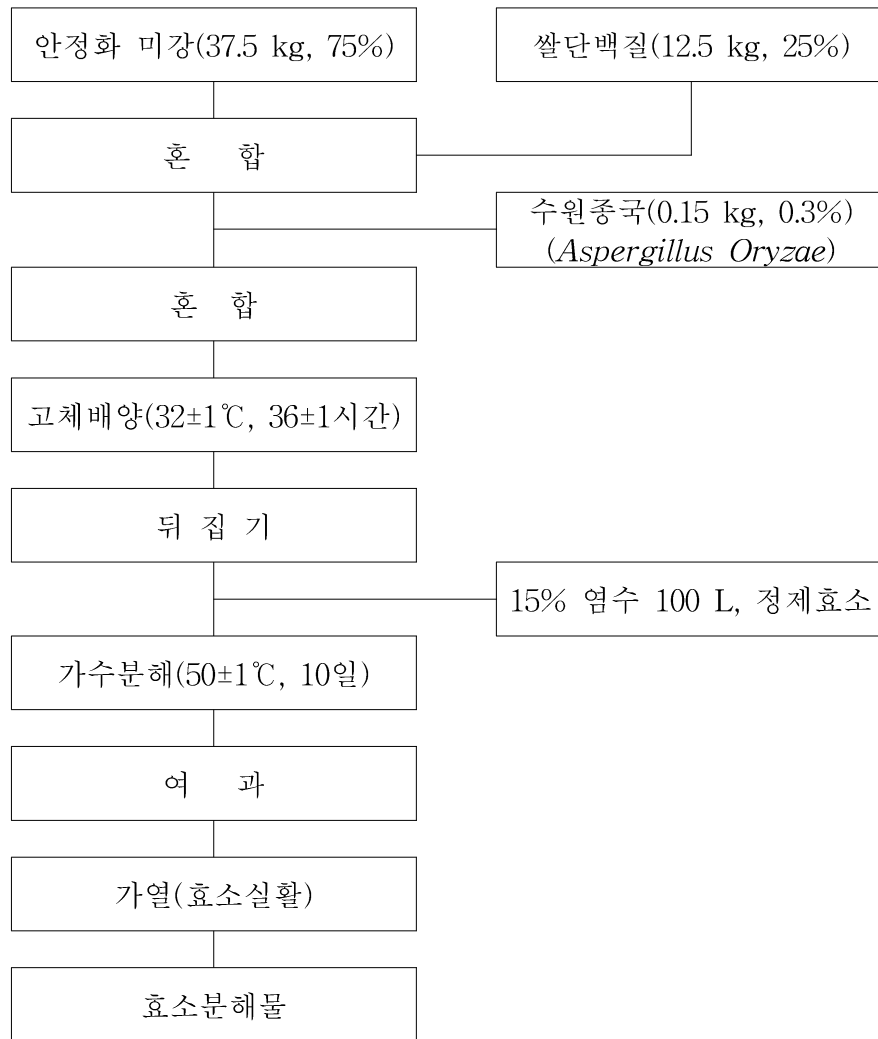 안정화 미강(37.5 kg, 75%)
쌀단백질(12.5 kg, 25%)
혼 합
수원종국(0.15 kg, 0.3%)
(Aspergillus Oryzae)
혼 합
고체배양(32±1℃, 36±1시간)
뒤 집 기
15% 염수 100 L, 정제효소
가수분해(50±1℃, 10일)
여 과
가열(효소실활)
효소분해물